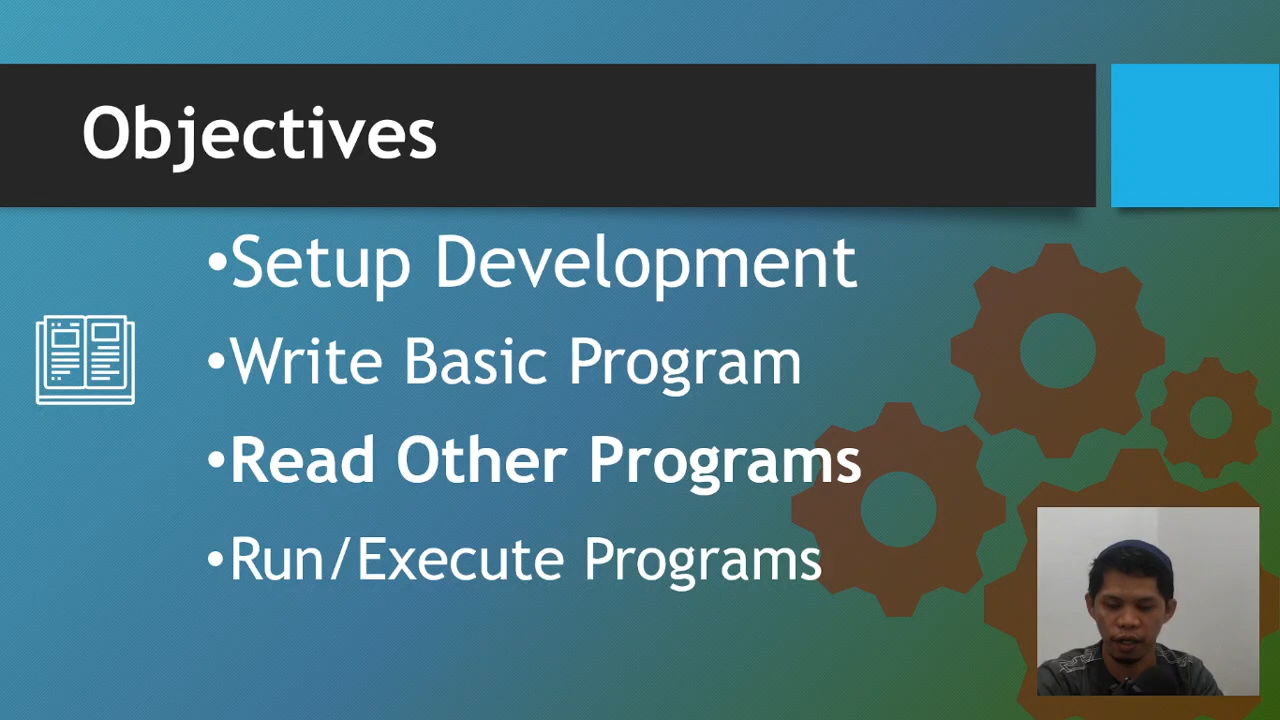 Objectives
•Setup Development
•Write Basic Program
•Read Other Programs
•Run/Execute Programs